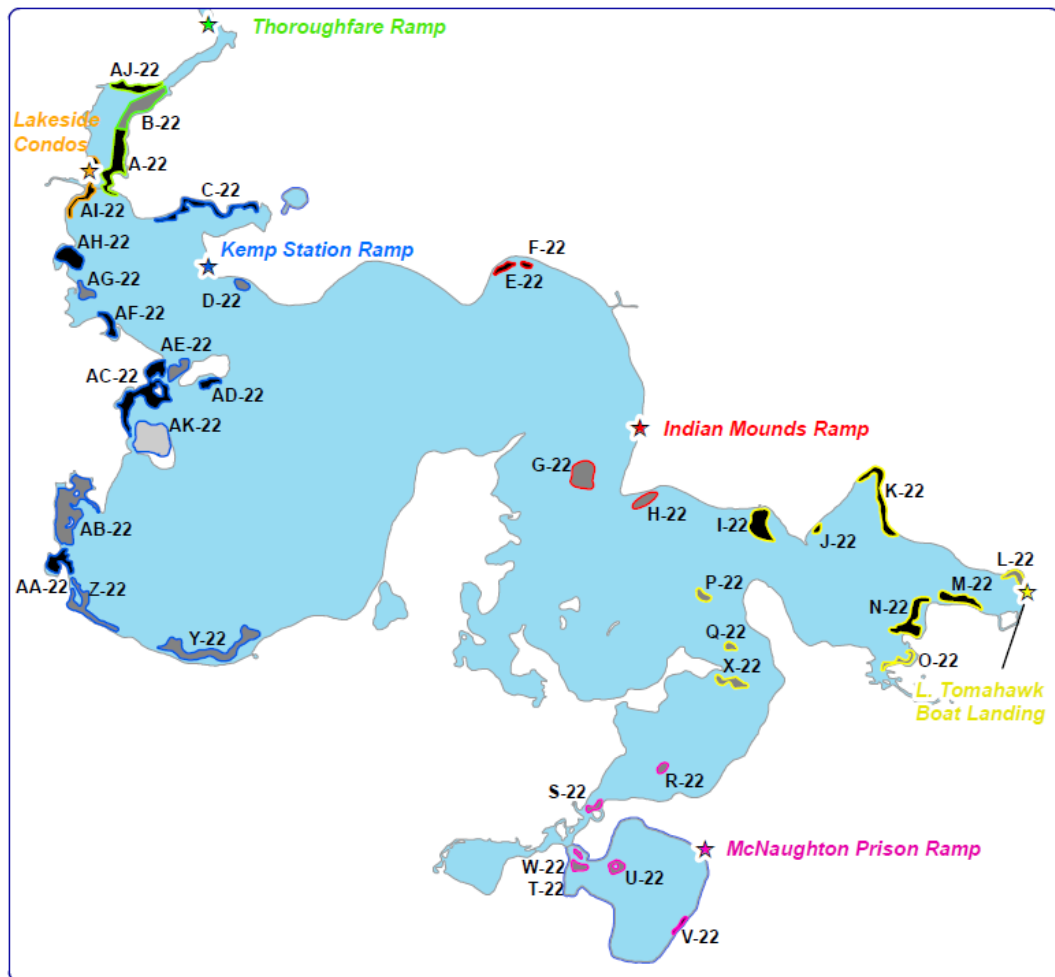 Thoroughfare Ramp
AJ-22
Lakeside
Condos
B-22
A-22
C-22
AI-22
AH-22
Kemp Station Ramp
F-22
E-22
AG-22
D-22
AF-22
AE-22
AC-22
AD-22
AK-22
Indian Mounds Ramp
G-22
K-22
H-22
I-22
J-22
AB-22
L-22
AA-22
Z-22
P-22
M-22
N-22
Y-22
Q-22
O-22
X-22
L. Tomahawk
Boat Landing
R-22
S-22
McNaughton Prison Ramp
W-22
U-22
T-22
V-22